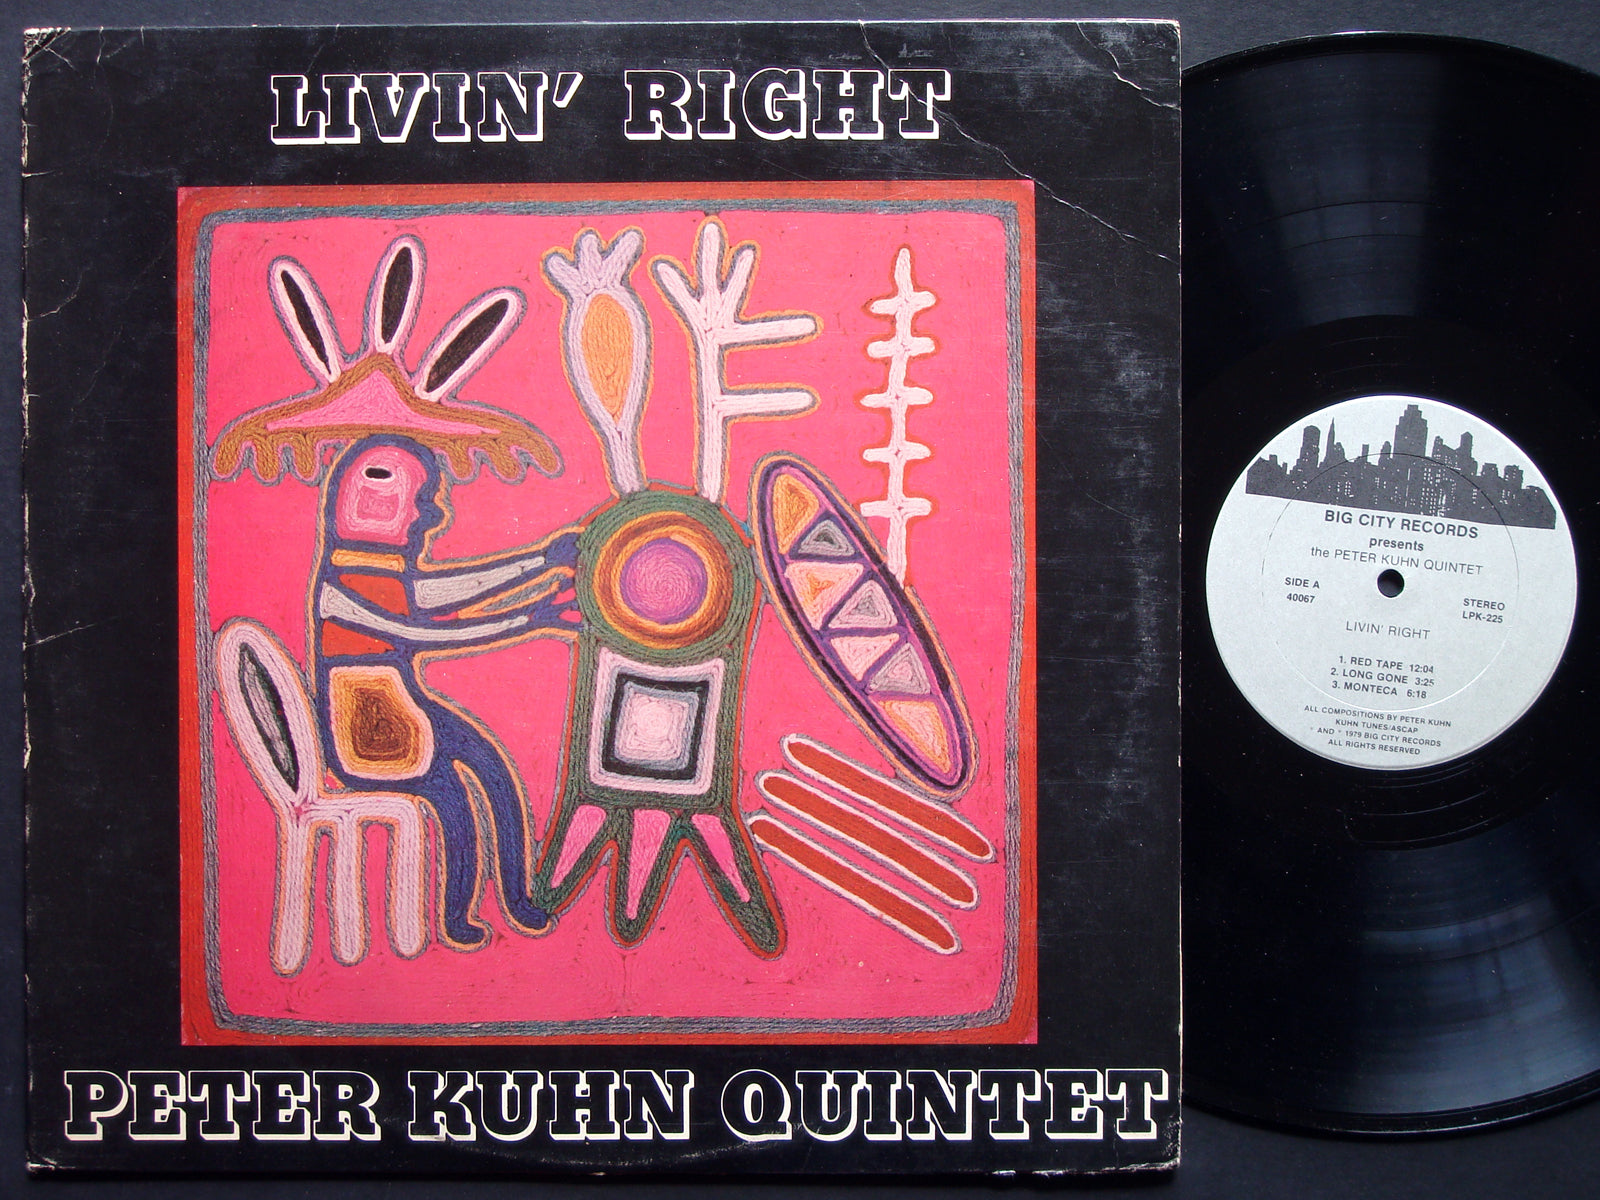 LIVIN' RIGHT
PETER KUHN QUINTET
BIG CITY RECORDS
presents
the PETER KUHN QUINTET
SIDE A
40067
STEREO
LPK-225
LIVIN' RIGHT
1. RED TAPE 12:04
2. LONG GONE 3:25
3. MONTECA 6:18
ALL COMPOSITIONS BY PETER KUHN
KUHN TUNES/ASCAP
AND 1979 BIG CITY RECORDS
ALL RIGHTS RESERVED